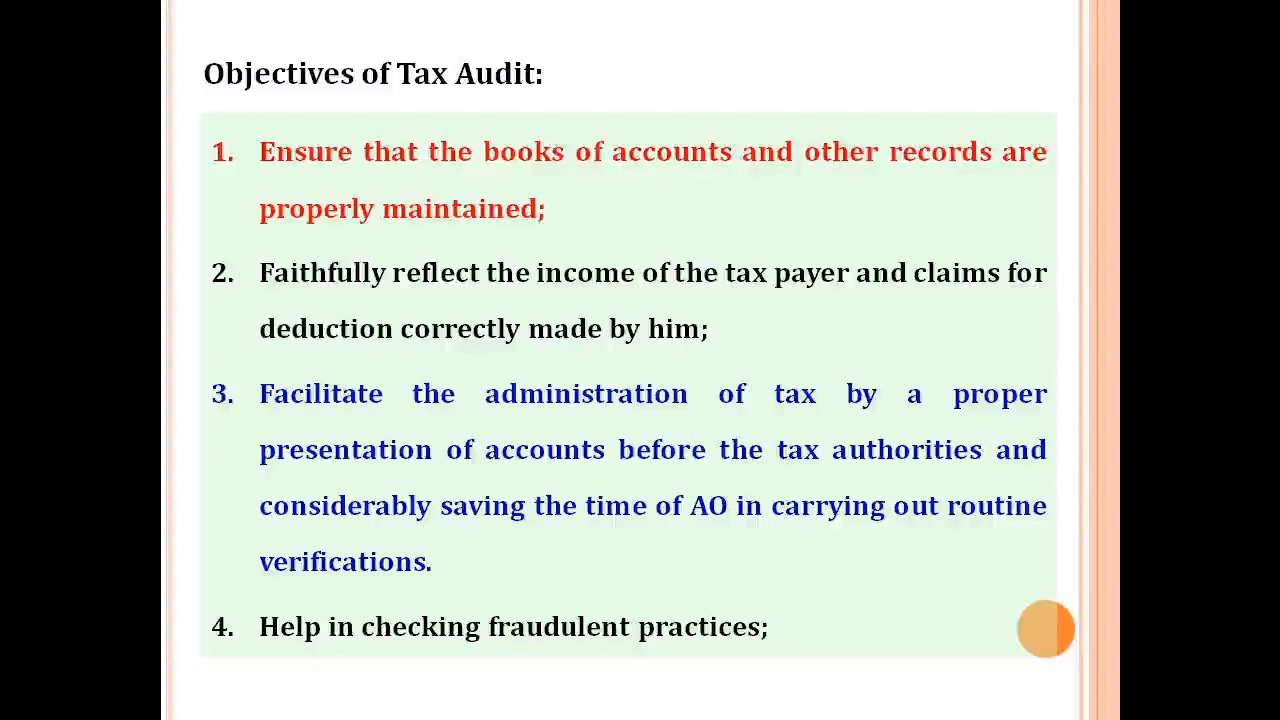 Objectives of Tax Audit:
1. Ensure that the books of accounts and other records are
properly maintained;
2. Faithfully reflect the income of the tax payer and claims for
deduction correctly made by him;
3. Facilitate the administration of tax by a proper
presentation of accounts before the tax authorities and
considerably saving the time of AO in carrying out routine
verifications.
4. Help in checking fraudulent practices;